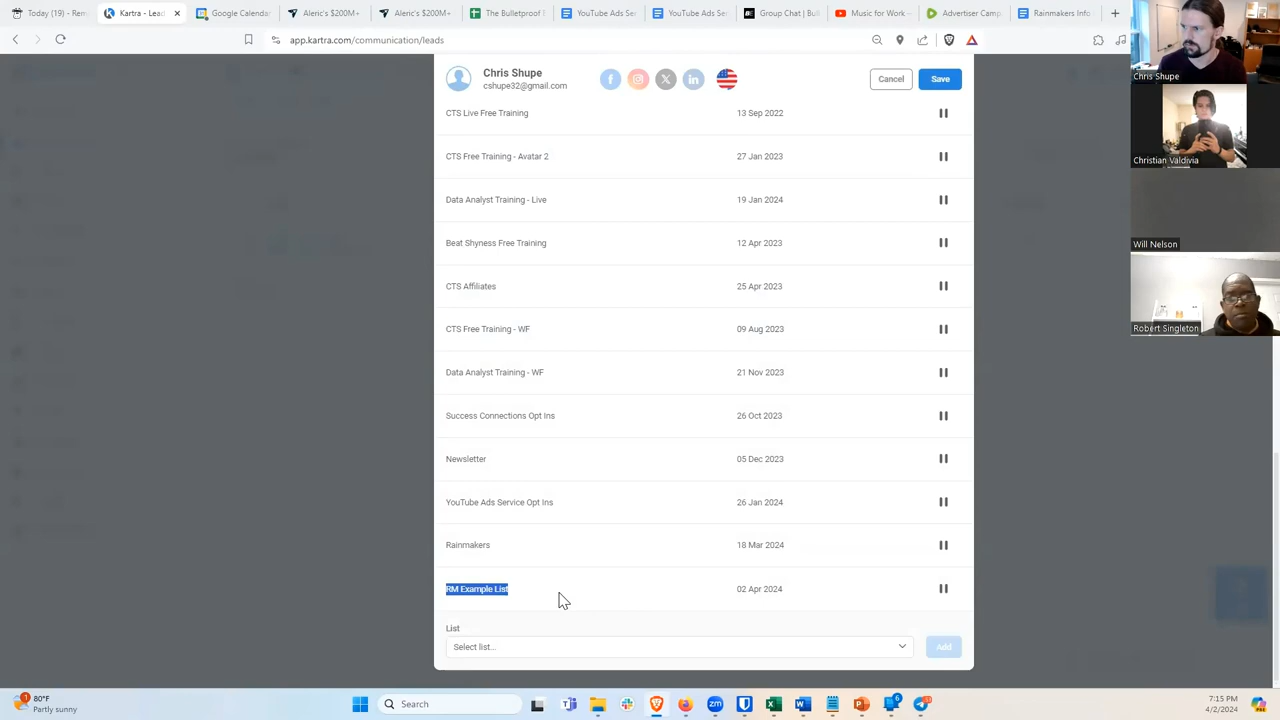 Today (19) - Rem
Kartra - Leads
Google Calendar
Aleric's $200M+
Aleric's $200M+
The Bulletproof E
YouTube Ads Ser
YouTube Ads Ser
Group Chat | Buil
Music for Work
Advertiser Camp
Rainmakers Info
app.kartra.com/communication/leads
Chris Shupe
cshupe32@gmail.com
Cancel
Save
CTS Live Free Training
13 Sep 2022
CTS Free Training - Avatar 2
27 Jan 2023
Data Analyst Training - Live
19 Jan 2024
Beat Shyness Free Training
12 Apr 2023
CTS Affiliates
25 Apr 2023
CTS Free Training - WF
09 Aug 2023
Data Analyst Training - WF
21 Nov 2023
Success Connections Opt Ins
26 Oct 2023
Newsletter
05 Dec 2023
YouTube Ads Service Opt Ins
26 Jan 2024
Rainmakers
18 Mar 2024
RM Example List
02 Apr 2024
List
Select list...
Add
Chris Shupe
Christian Valdivia
Will Nelson
Robert Singleton
1
80°F
Partly sunny
Search
zm
6
7:15 PM
4/2/2024